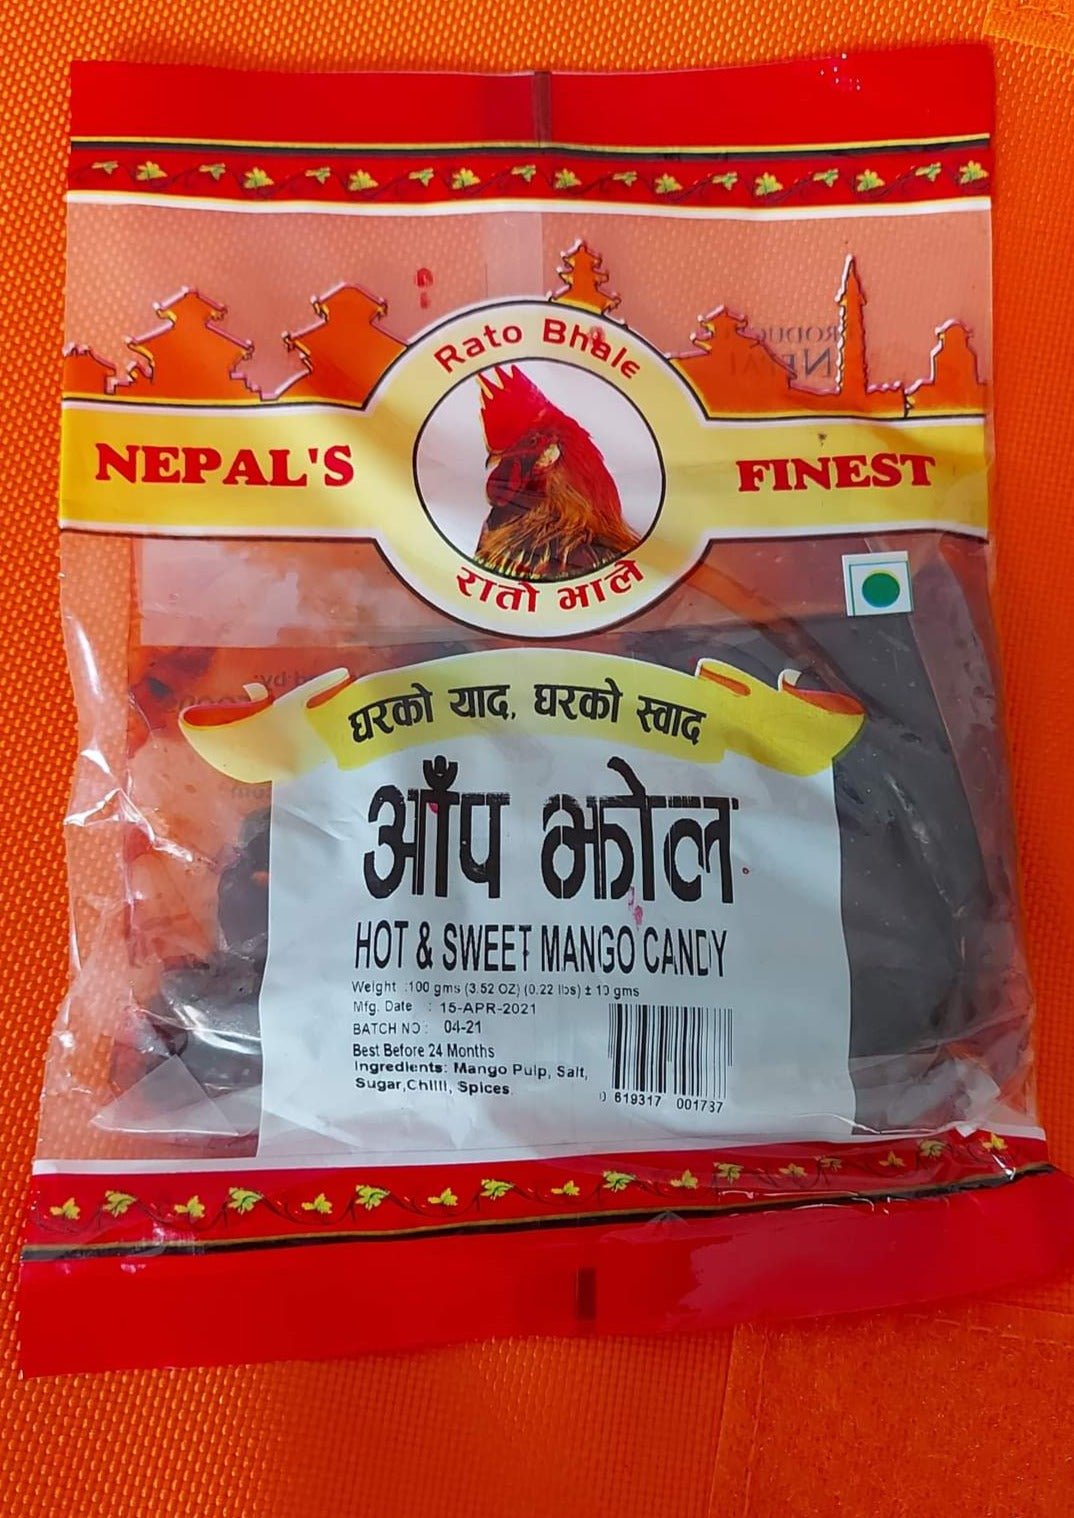 Rato Bhale
NEPAL'S FINEST
रातो भाले
घरको याद, घरको स्वाद
आँप झोल
HOT & SWEET MANGO CANDY
Weight :100 gms (3.52 OZ) (0.22 lbs) ± 10 gms
Mfg. Date : 15-APR-2021
BATCH NO : 04-21
Best Before 24 Months
Ingredients: Mango Pulp, Salt,
Sugar,Chilli, Spices.
619317 001737